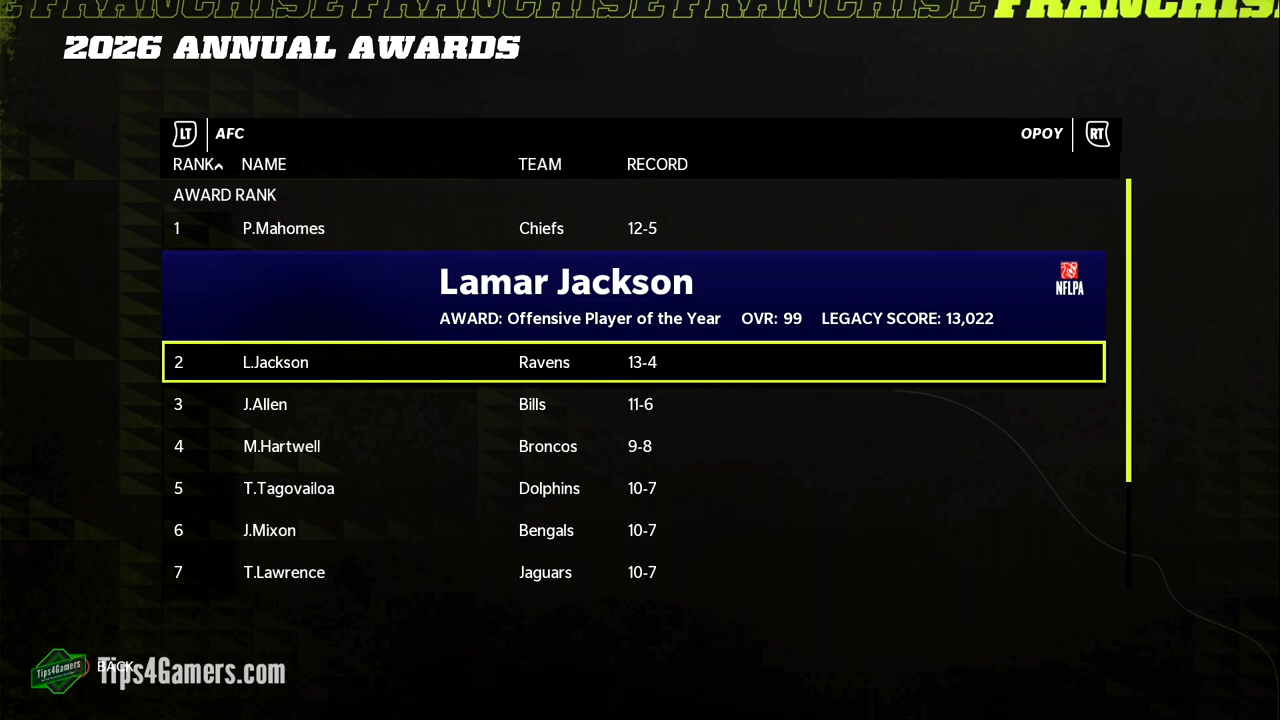 FRANCHISE FRANCHISE FRANCHISE FRANCHIS
2026 ANNUAL AWARDS
LT AFC OPOY RT
RANK NAME TEAM RECORD
AWARD RANK
1 P.Mahomes Chiefs 12-5
Lamar Jackson
NFLPA
AWARD: Offensive Player of the Year OVR: 99 LEGACY SCORE: 13,022
2 L.Jackson Ravens 13-4
3 J.Allen Bills 11-6
4 M.Hartwell Broncos 9-8
5 T.Tagovailoa Dolphins 10-7
6 J.Mixon Bengals 10-7
7 T.Lawrence Jaguars 10-7
Tips4Gamers BACK Tips4Gamers.com